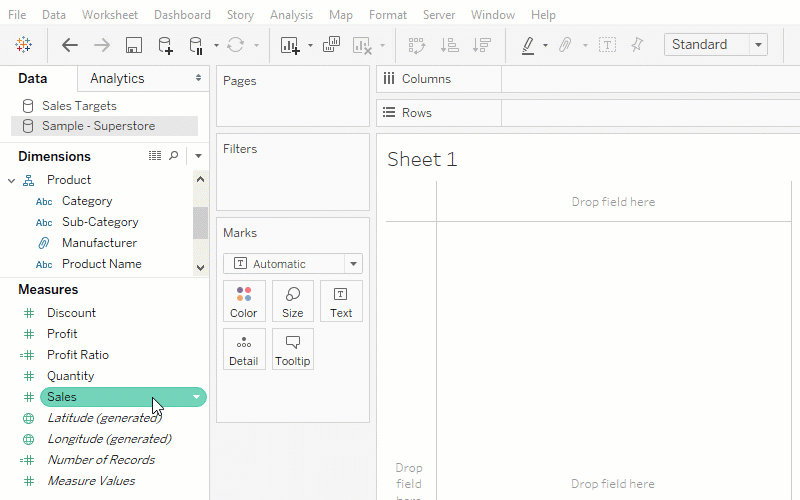 File Data Worksheet Dashboard Story Analysis Map Format Server Window Help
Standard
Data Analytics
Sales Targets
Sample - Superstore
Dimensions
Product
Abc Category
Abc Sub-Category
Manufacturer
Abc Product Name
Measures
# Discount
# Profit
=# Profit Ratio
# Quantity
# Sales
Latitude (generated)
Longitude (generated)
=# Number of Records
# Measure Values
Pages
Filters
Marks
T Automatic
Color Size T Text
Detail Tooltip
Columns
Rows
Sheet 1
Drop field here
Drop
field
here
Drop field here